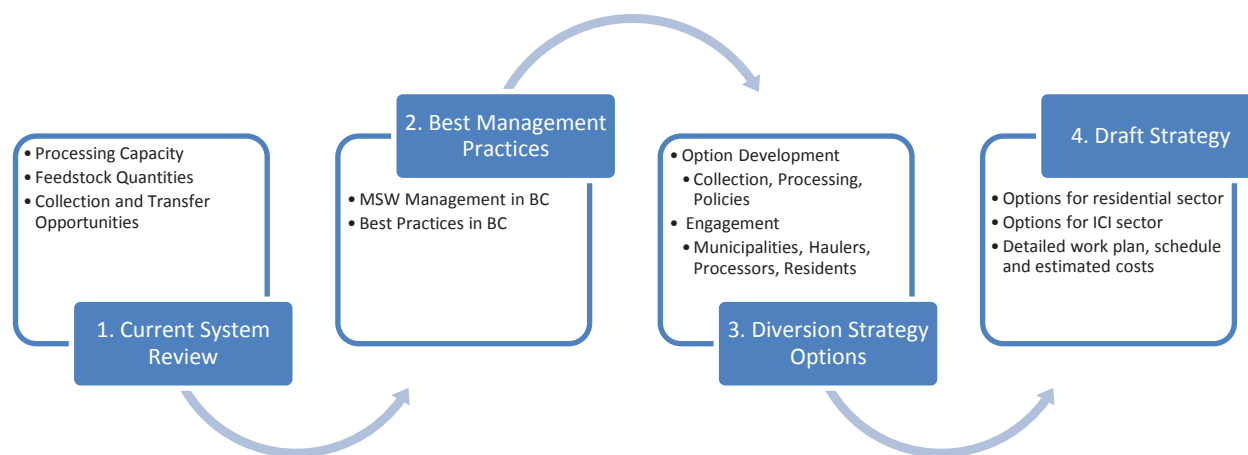 • Processing Capacity
• Feedstock Quantities
• Collection and Transfer
Opportunities
1. Current System
Review
2. Best Management
Practices
• MSW Management in BC
• Best Practices in BC
• Option Development
• Collection, Processing,
Policies
• Engagement
• Municipalities, Haulers,
Processors, Residents
3. Diversion Strategy
Options
4. Draft Strategy
• Options for residential sector
• Options for ICI sector
• Detailed work plan, schedule
and estimated costs